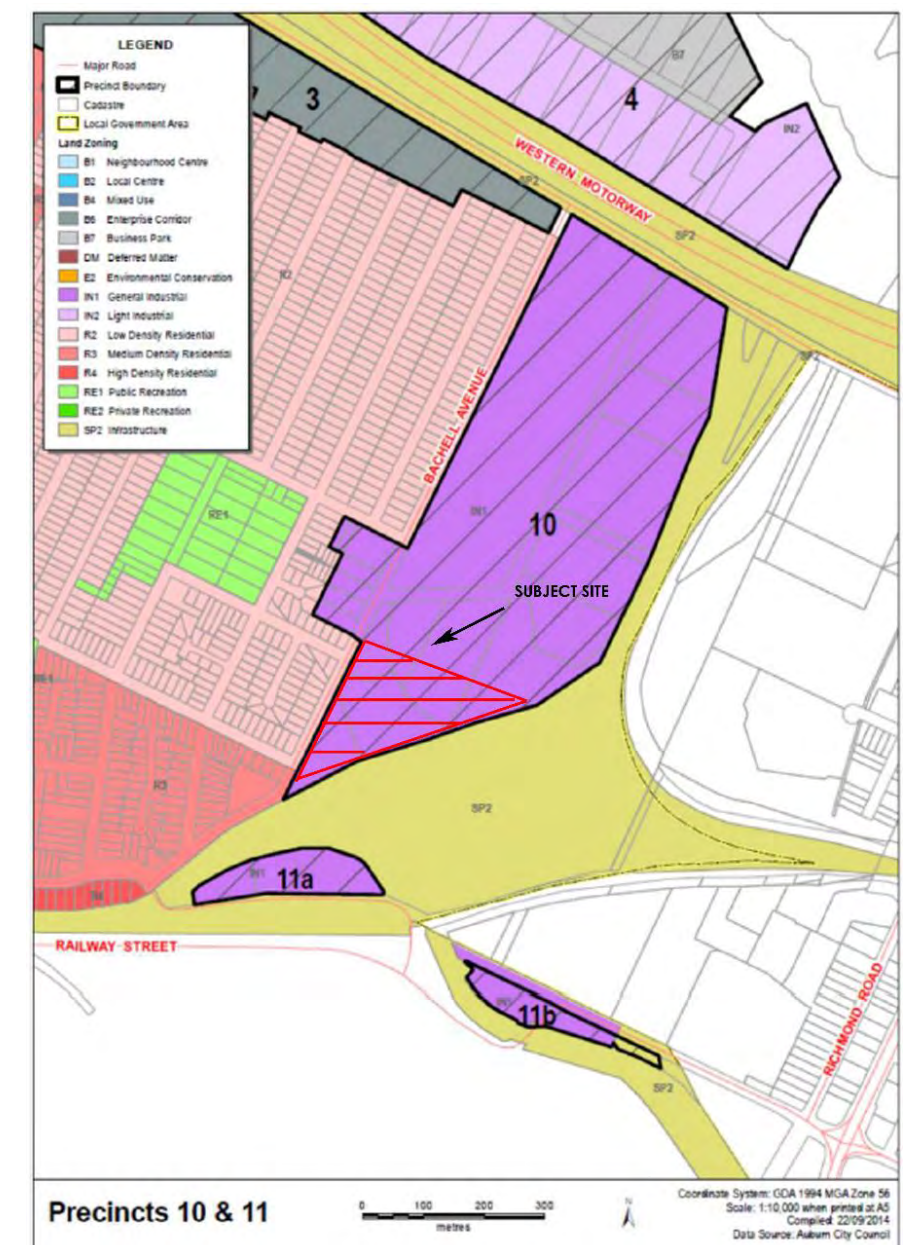 LEGEND
Major Road
Precinct Boundary
Cadastre
Local Government Area
Land Zoning
B1 Neighbourhood Centre
B2 Local Centre
B4 Mixed Use
B6 Enterprise Corridor
B7 Business Park
DM Deferred Matter
E2 Environmental Conservation
IN1 General Industrial
IN2 Light Industrial
R2 Low Density Residential
R3 Medium Density Residential
R4 High Density Residential
RE1 Public Recreation
RE2 Private Recreation
SP2 Infrastructure
B7
3
4
IN2
WESTERN MOTORWAY
SP2
SP2
R2
SP2
BACHELL AVENUE
RE1
IN1
10
SUBJECT SITE
R3
SP2
IN1
11a
RAILWAY STREET
11b
RICHMOND ROAD
SP2
Precincts 10 & 11
0 100 200 300
metres
N
Coordinate System: GDA 1994 MGA Zone 56
Scale: 1:10,000 when printed at A5
Compiled: 22/09/2014
Data Source: Auburn City Council